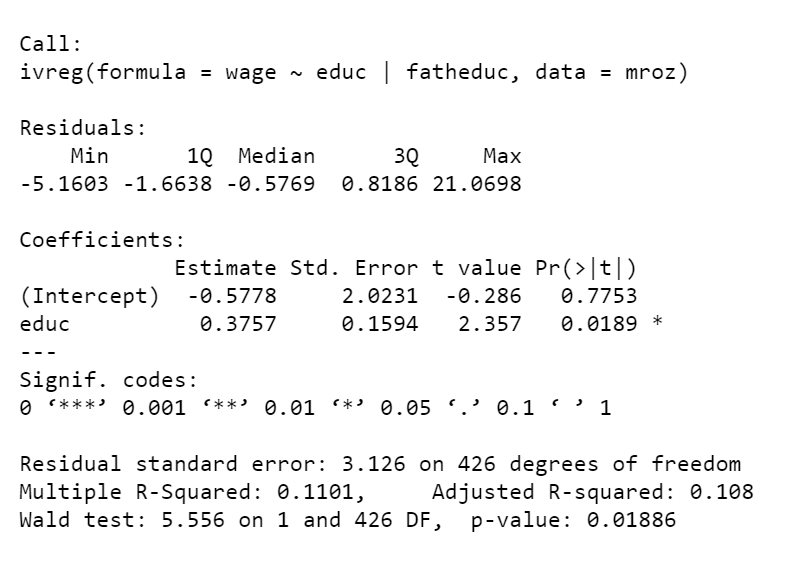 Call:
ivreg(formula = wage ~ educ | fatheduc, data = mroz)
Residuals:
    Min      1Q  Median      3Q     Max
-5.1603 -1.6638 -0.5769  0.8186 21.0698
Coefficients:
            Estimate Std. Error t value Pr(>|t|)
(Intercept)  -0.5778     2.0231  -0.286   0.7753
educ          0.3757     0.1594   2.357   0.0189 *
---
Signif. codes:
0 ‘***’ 0.001 ‘**’ 0.01 ‘*’ 0.05 ‘.’ 0.1 ‘ ’ 1
Residual standard error: 3.126 on 426 degrees of freedom
Multiple R-Squared: 0.1101,     Adjusted R-squared: 0.108
Wald test: 5.556 on 1 and 426 DF,  p-value: 0.01886